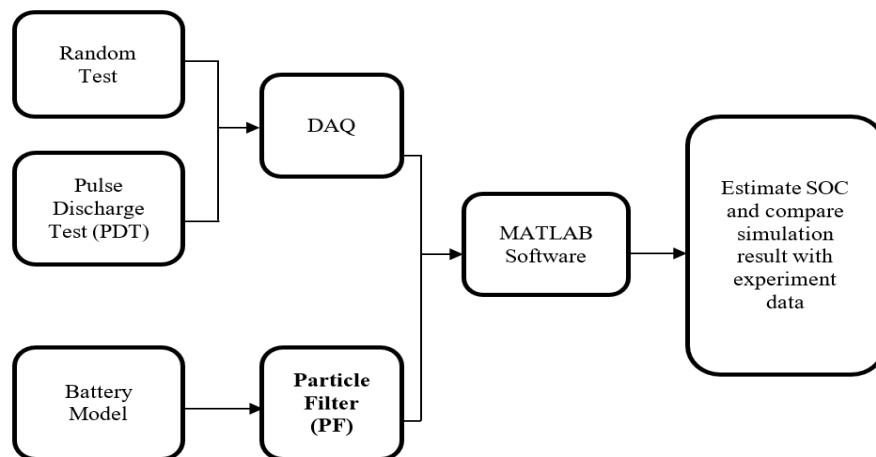 Random
Test
Pulse
Discharge
Test (PDT)
DAQ
Battery
Model
Particle
Filter
(PF)
MATLAB
Software
Estimate SOC
and compare
simulation
result with
experiment
data